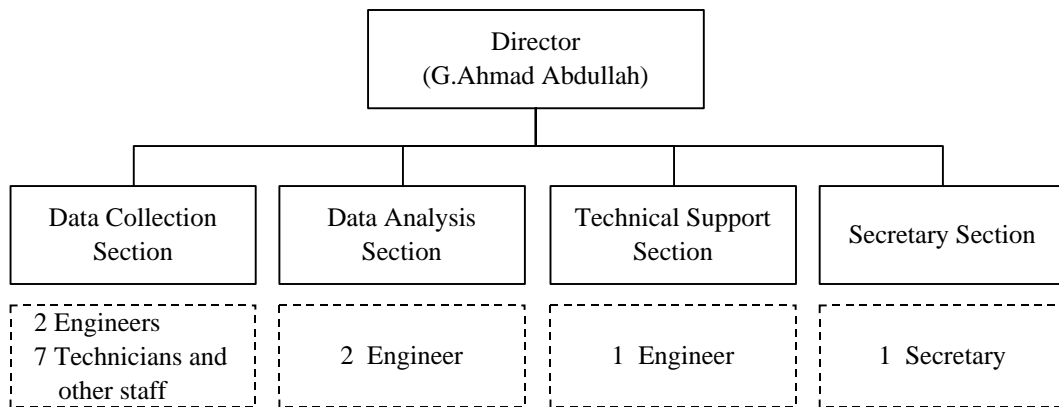 Director
(G.Ahmad Abdullah)
Data Collection
Section
Data Analysis
Section
Technical Support
Section
Secretary Section
2 Engineers
7 Technicians and
other staff
2 Engineer
1 Engineer
1 Secretary